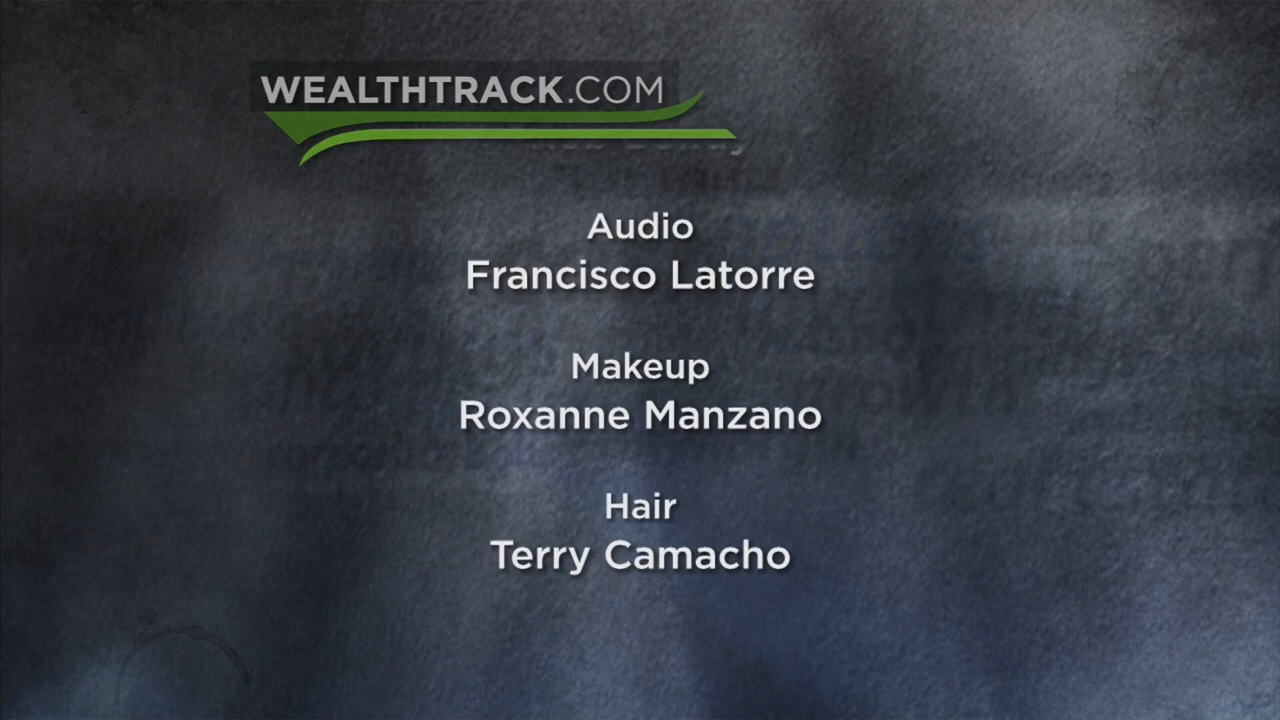 WEALTHTRACK.COM
Audio
Francisco Latorre
Makeup
Roxanne Manzano
Hair
Terry Camacho